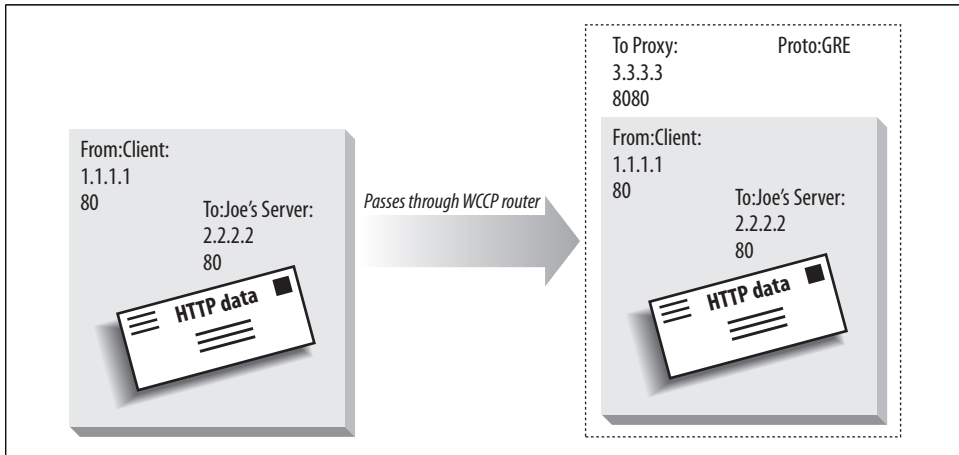 From:Client:
1.1.1.1
80
To:Joe's Server:
2.2.2.2
80
HTTP data
Passes through WCCP router
To Proxy:
3.3.3.3
8080
Proto:GRE
From:Client:
1.1.1.1
80
To:Joe's Server:
2.2.2.2
80
HTTP data